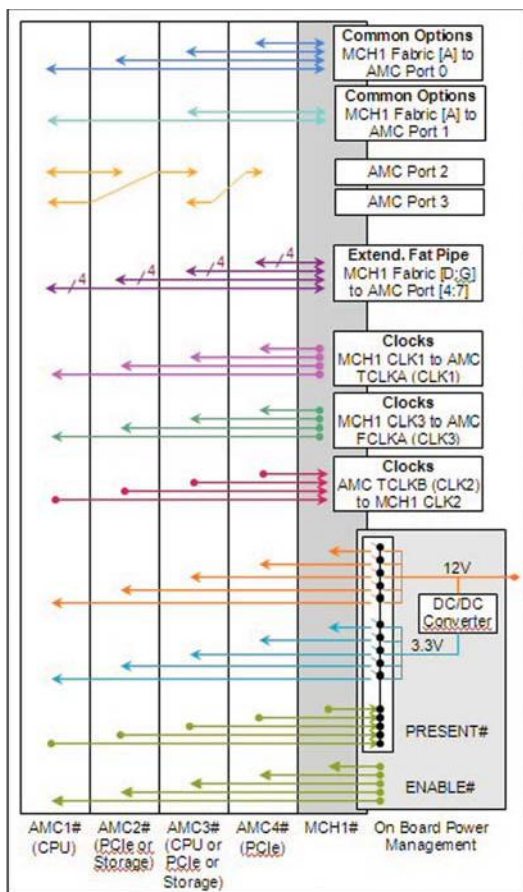 Common Options
MCH1 Fabric [A] to
AMC Port 0
Common Options
MCH1 Fabric [A] to
AMC Port 1
AMC Port 2
AMC Port 3
4
4
4
4
Extend. Fat Pipe
MCH1 Fabric [D:G]
to AMC Port [4:7]
Clocks
MCH1 CLK1 to AMC
TCLKA (CLK1)
Clocks
MCH1 CLK3 to AMC
FCLKA (CLK3)
Clocks
AMC TCLKB (CLK2)
to MCH1 CLK2
12V
DC/DC
Converter
3.3V
PRESENT#
ENABLE#
AMC1#
(CPU)
AMC2#
(PCIe or
Storage)
AMC3#
(CPU or
PCIe or
Storage)
AMC4#
(PCIe)
MCH1#
On Board Power
Management